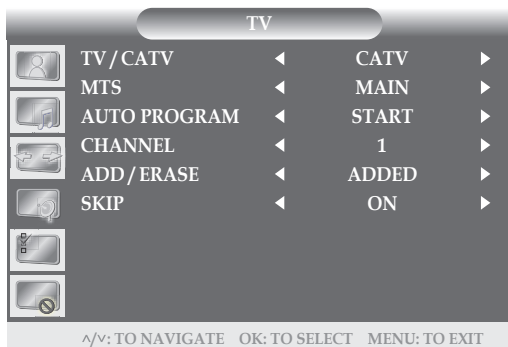 TV
TV / CATV ◀ CATV ▶
MTS ◀ MAIN ▶
AUTO PROGRAM ◀ START ▶
CHANNEL ◀ 1 ▶
ADD / ERASE ◀ ADDED ▶
SKIP ◀ ON ▶
˄/˅: TO NAVIGATE OK: TO SELECT MENU: TO EXIT